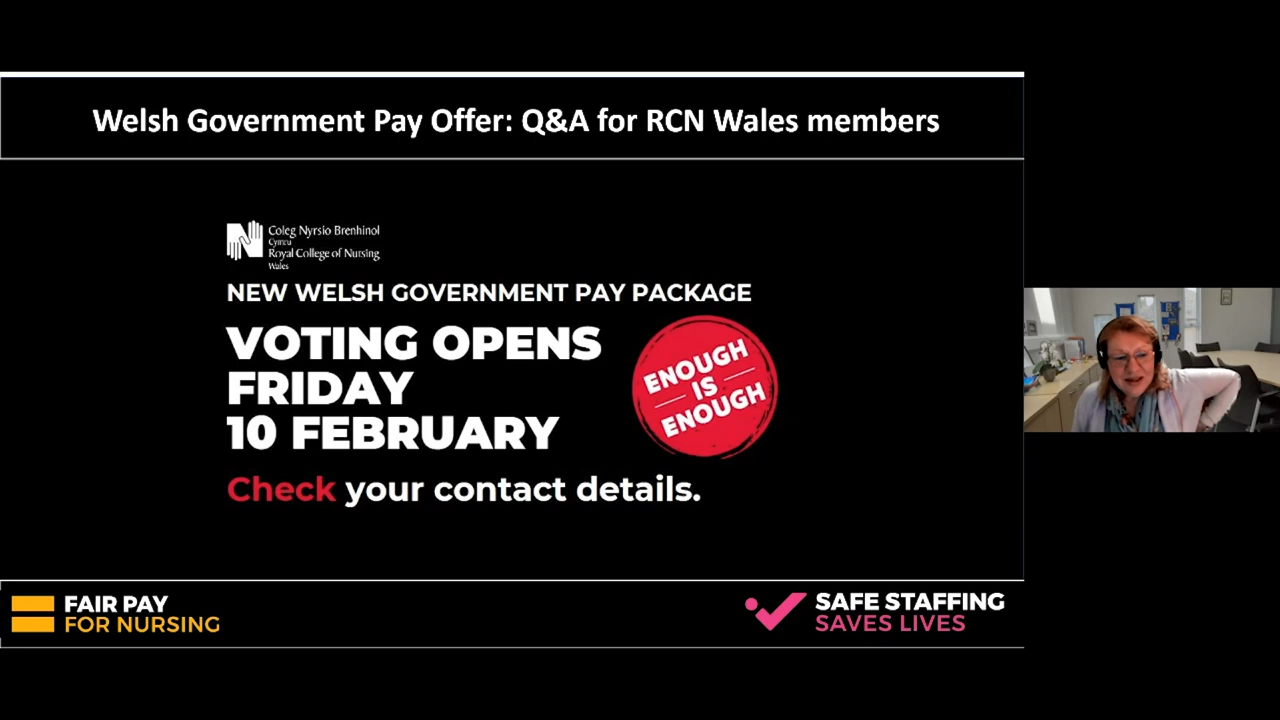 Welsh Government Pay Offer: Q&A for RCN Wales members
Coleg Nyrsio Brenhinol
Cymru
Royal College of Nursing
Wales
NEW WELSH GOVERNMENT PAY PACKAGE
VOTING OPENS
FRIDAY
10 FEBRUARY
ENOUGH
IS
ENOUGH
Check your contact details.
FAIR PAY
FOR NURSING
SAFE STAFFING
SAVES LIVES